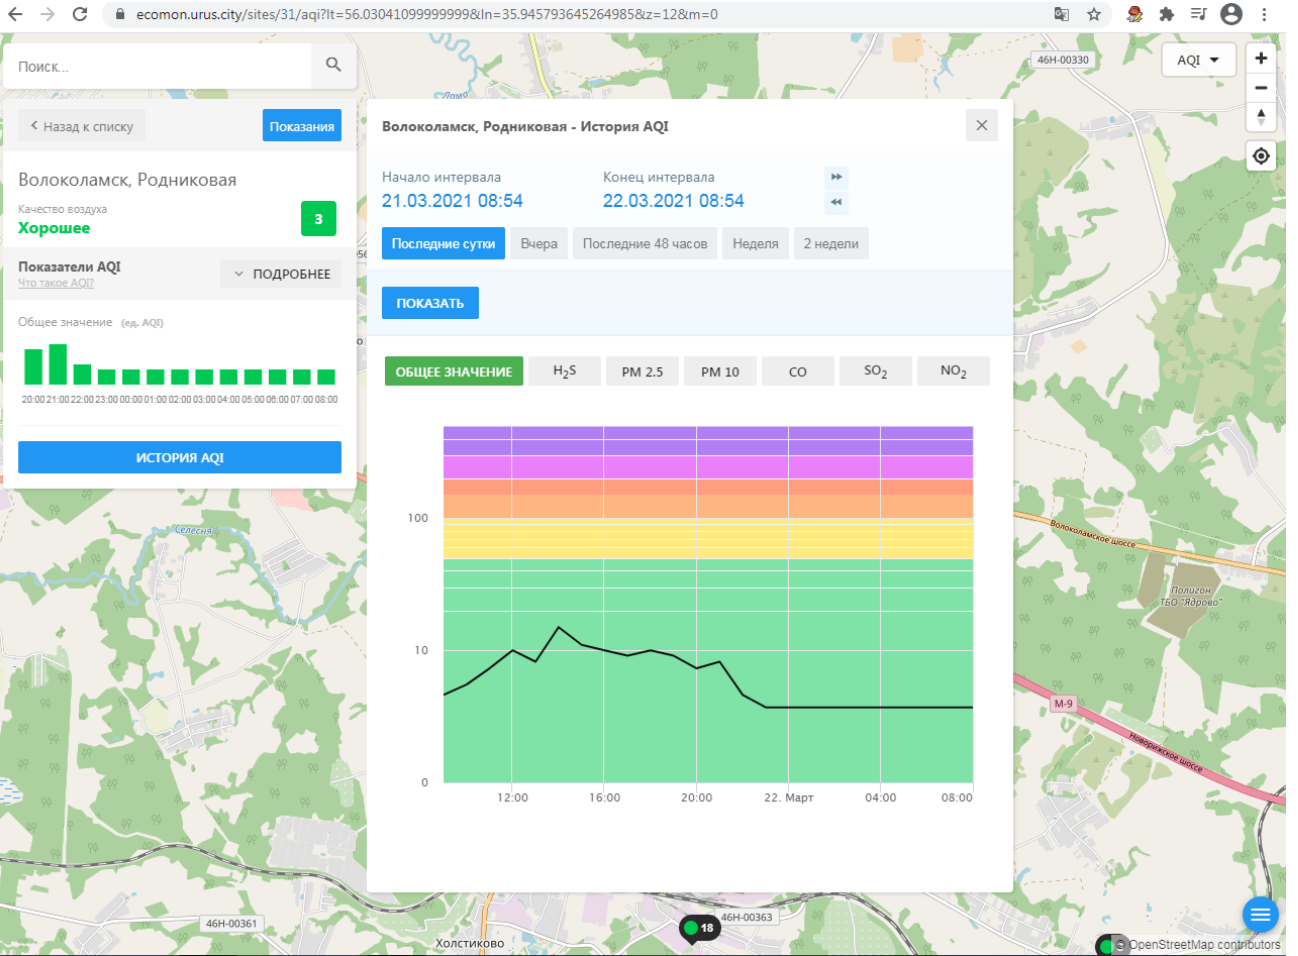 ecomon.urus.city/sites/31/aqi?lt=56.03041099999999&ln=35.945793645264985&z=12&m=0
Поиск...
46Н-00330
AQI
Лама
Назад к списку
Показания
Волоколамск, Родниковая - История AQI
Волоколамск, Родниковая
Качество воздуха
Хорошее
3
Начало интервала
Конец интервала
21.03.2021 08:54
22.03.2021 08:54
Последние сутки
Вчера
Последние 48 часов
Неделя
2 недели
Показатели AQI
Что такое AQI?
ПОДРОБНЕЕ
ПОКАЗАТЬ
Общее значение (ед. AQI)
20:00 21:00 22:00 23:00 00:00 01:00 02:00 03:00 04:00 05:00 06:00 07:00 08:00
ОБЩЕЕ ЗНАЧЕНИЕ
H2S
PM 2.5
PM 10
CO
SO2
NO2
ИСТОРИЯ AQI
100
10
0
12:00
16:00
20:00
22. Март
04:00
08:00
Селесня
Волоколамское шоссе
Полигон
ТБО "Ядрово"
М-9
Новорижское шоссе
46Н-00361
46Н-00363
18
Холстиково
© OpenStreetMap contributors